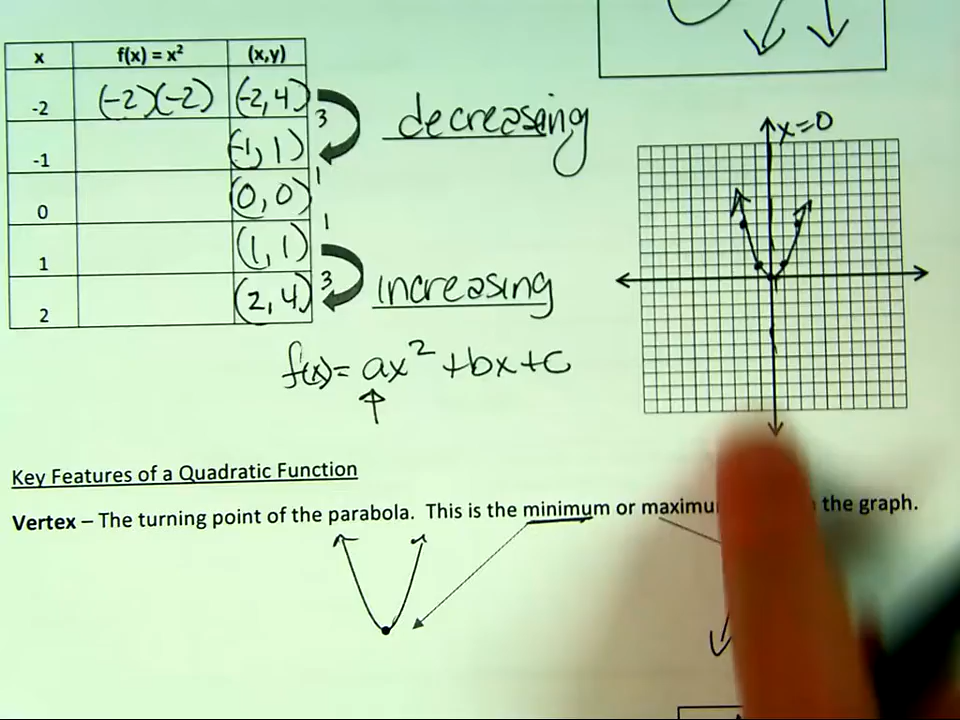 x f(x) = x² (x,y)
-2 (-2)(-2) (-2,4)
-1 (-1, 1)
0 (0, 0)
1 (1, 1)
2 (2, 4)
3
1
1
3
decreasing
increasing
x=0
f(x)= ax² +bx+c
Key Features of a Quadratic Function
Vertex – The turning point of the parabola. This is the minimum or the graph.